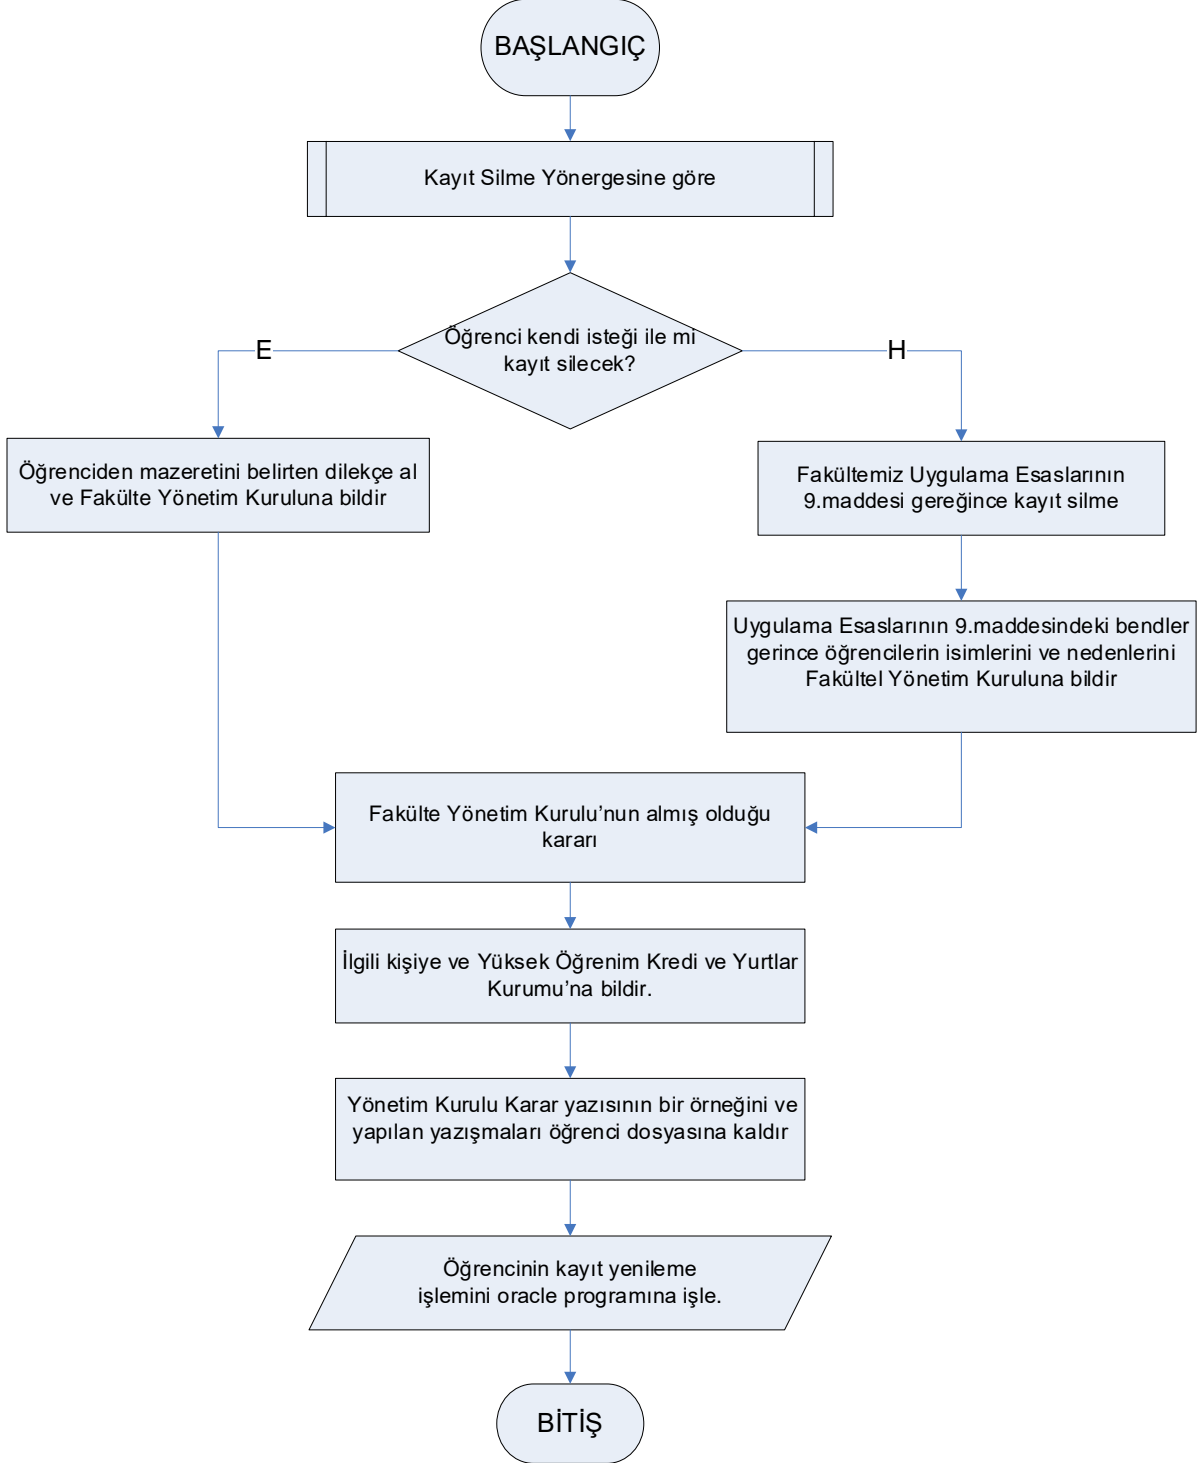 BAŞLANGIÇ
Kayıt Silme Yönergesine göre
Öğrenci kendi isteği ile mi
kayıt silecek?
E
H
Öğrenciden mazeretini belirten dilekçe al
ve Fakülte Yönetim Kuruluna bildir
Fakültemiz Uygulama Esaslarının
9.maddesi gereğince kayıt silme
Uygulama Esaslarının 9.maddesindeki bendler
gerince öğrencilerin isimlerini ve nedenlerini
Fakültel Yönetim Kuruluna bildir
Fakülte Yönetim Kurulu’nun almış olduğu
kararı
İlgili kişiye ve Yüksek Öğrenim Kredi ve Yurtlar
Kurumu’na bildir.
Yönetim Kurulu Karar yazısının bir örneğini ve
yapılan yazışmaları öğrenci dosyasına kaldır
Öğrencinin kayıt yenileme
işlemini oracle programına işle.
BİTİŞ